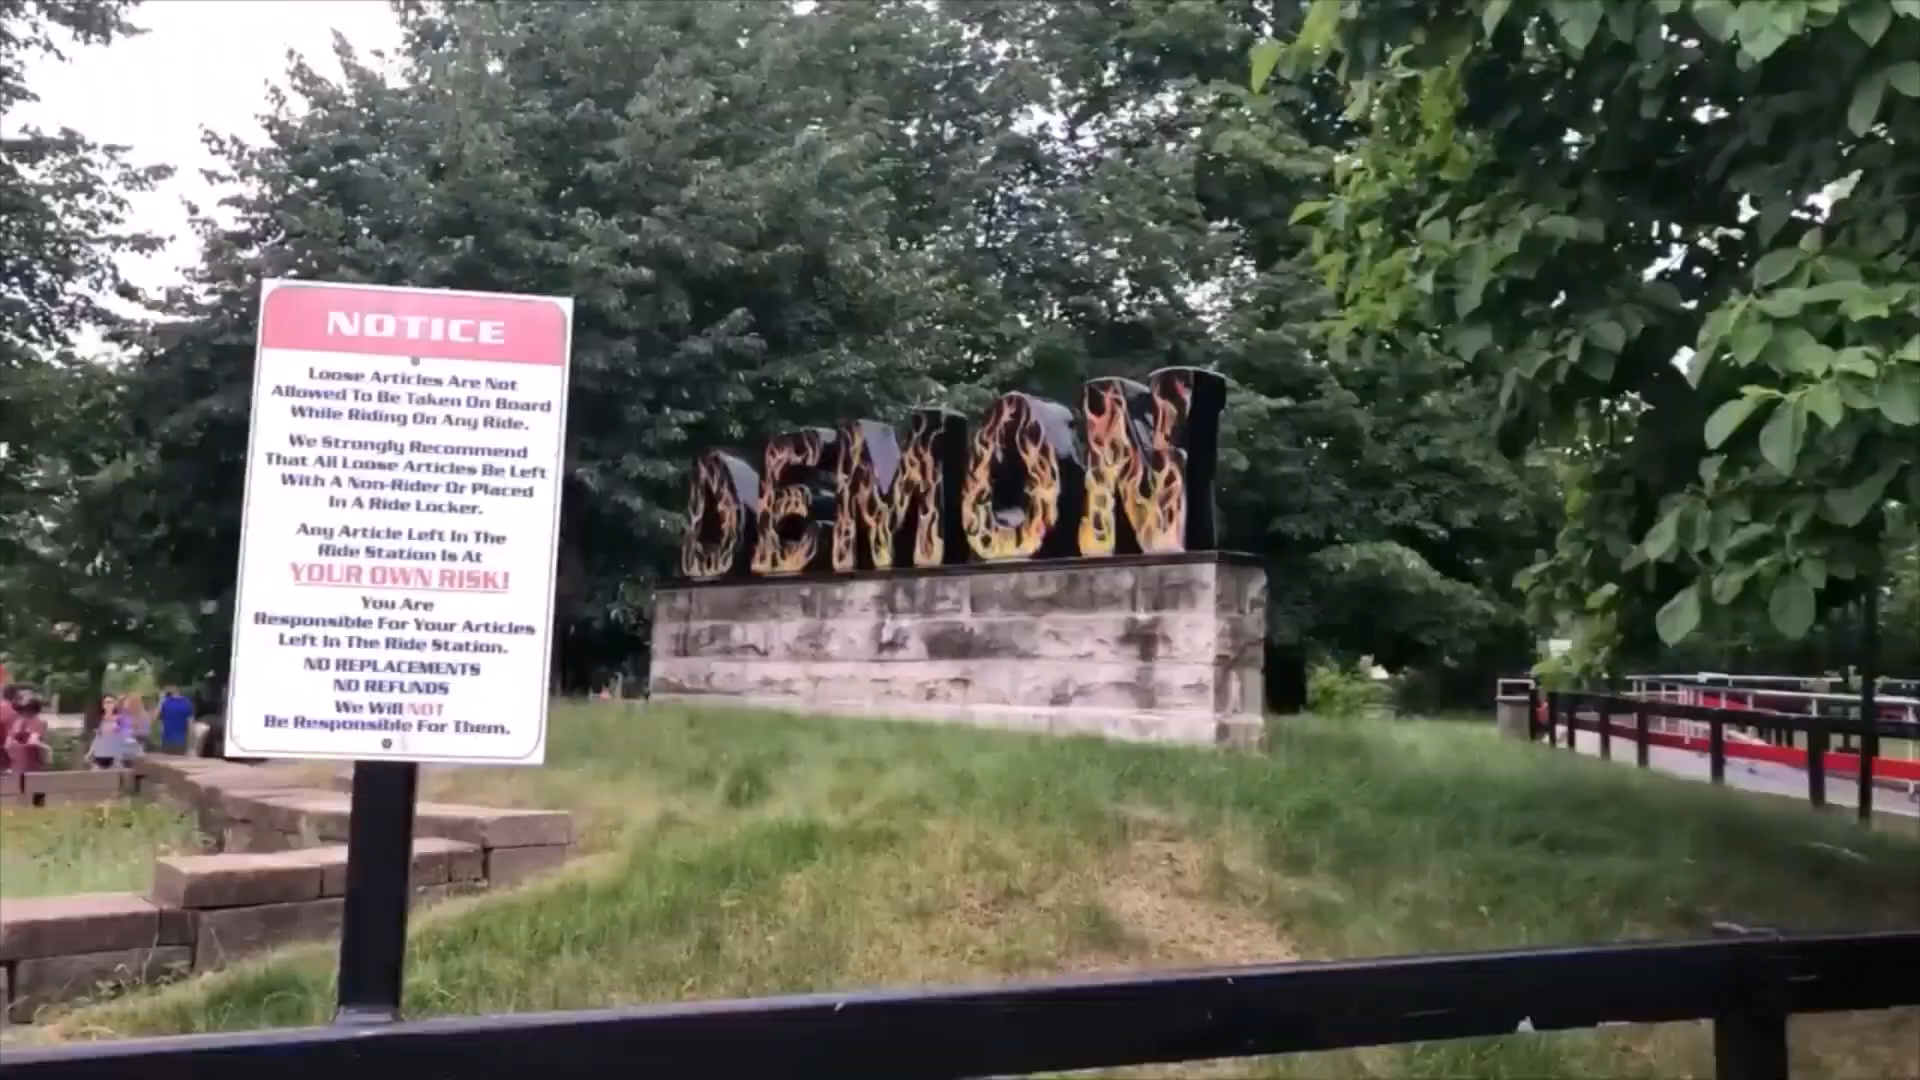 NOTICE
Loose Articles Are Not
Allowed To Be Taken On Board
While Riding On Any Ride.
We Strongly Recommend
That All Loose Articles Be Left
With A Non-Rider Or Placed
In A Ride Locker.
Any Article Left In The
Ride Station Is At
YOUR OWN RISK!
You Are
Responsible For Your Articles
Left In The Ride Station.
NO REPLACEMENTS
NO REFUNDS
We Will NOT
Be Responsible For Them.
DEMON